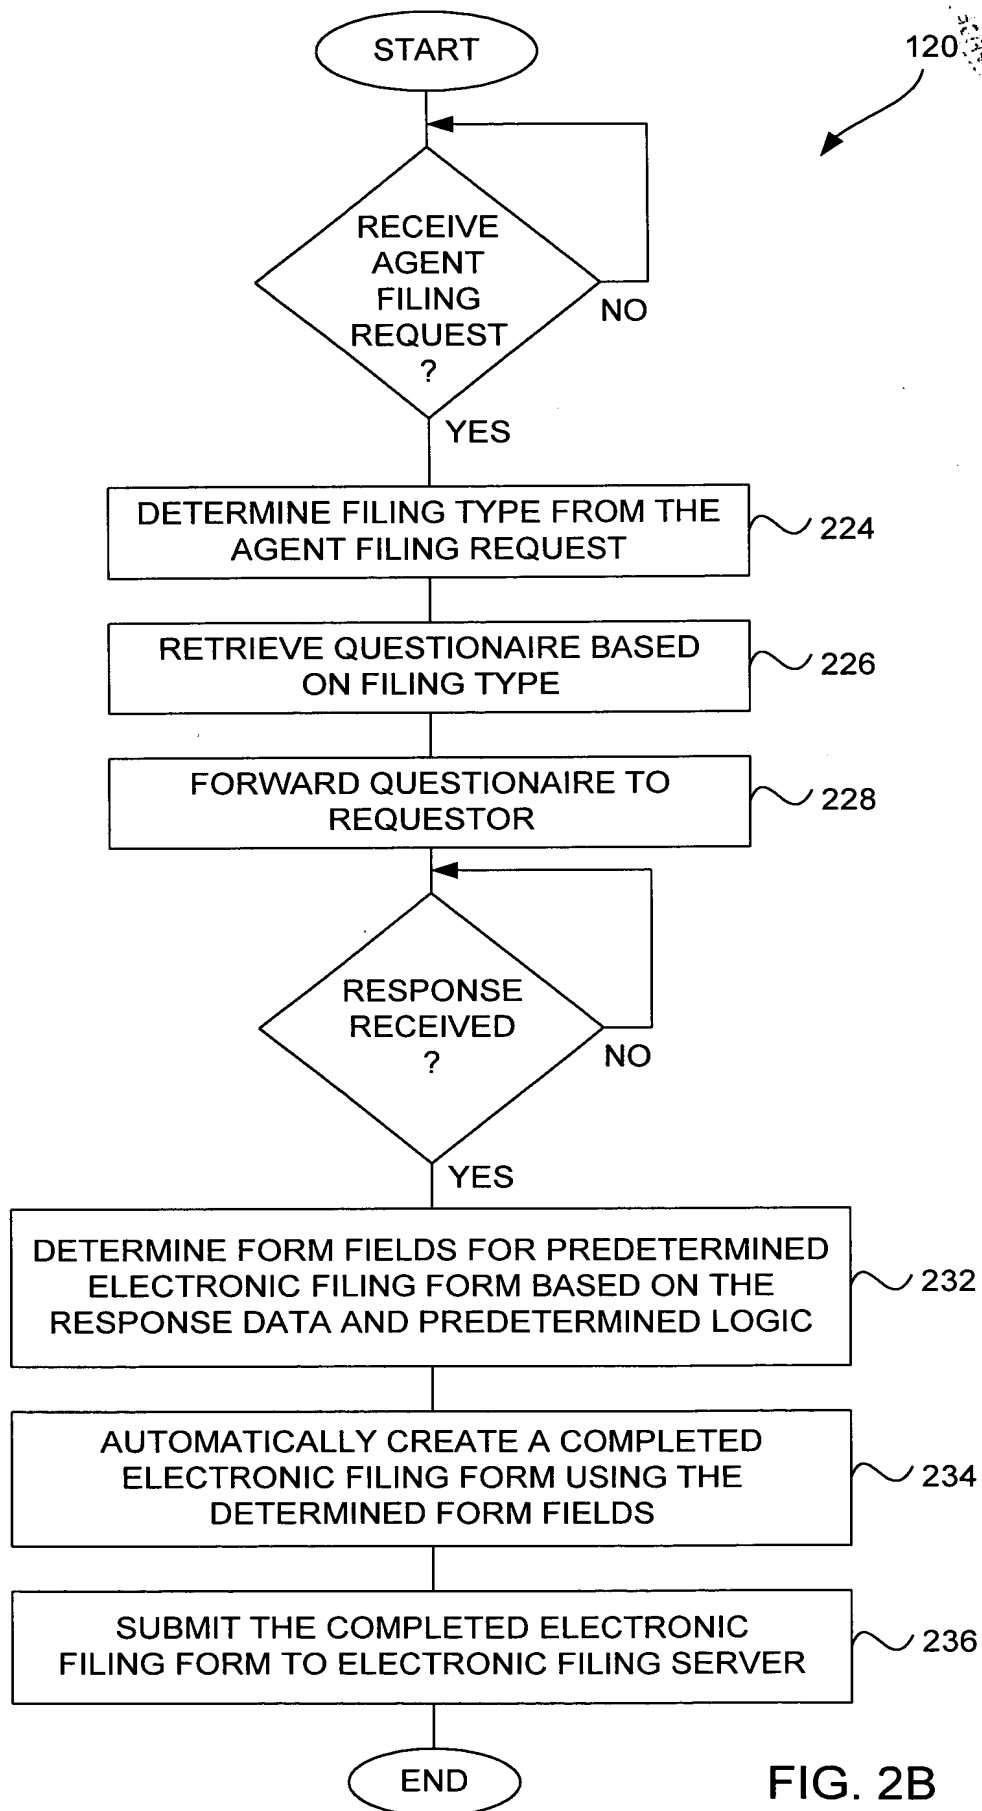 START
120
RECEIVE
AGENT
FILING
REQUEST
?
NO
YES
DETERMINE FILING TYPE FROM THE
AGENT FILING REQUEST
224
RETRIEVE QUESTIONAIRE BASED
ON FILING TYPE
226
FORWARD QUESTIONAIRE TO
REQUESTOR
228
RESPONSE
RECEIVED
?
NO
YES
DETERMINE FORM FIELDS FOR PREDETERMINED
ELECTRONIC FILING FORM BASED ON THE
RESPONSE DATA AND PREDETERMINED LOGIC
232
AUTOMATICALLY CREATE A COMPLETED
ELECTRONIC FILING FORM USING THE
DETERMINED FORM FIELDS
234
SUBMIT THE COMPLETED ELECTRONIC
FILING FORM TO ELECTRONIC FILING SERVER
236
END
FIG. 2B